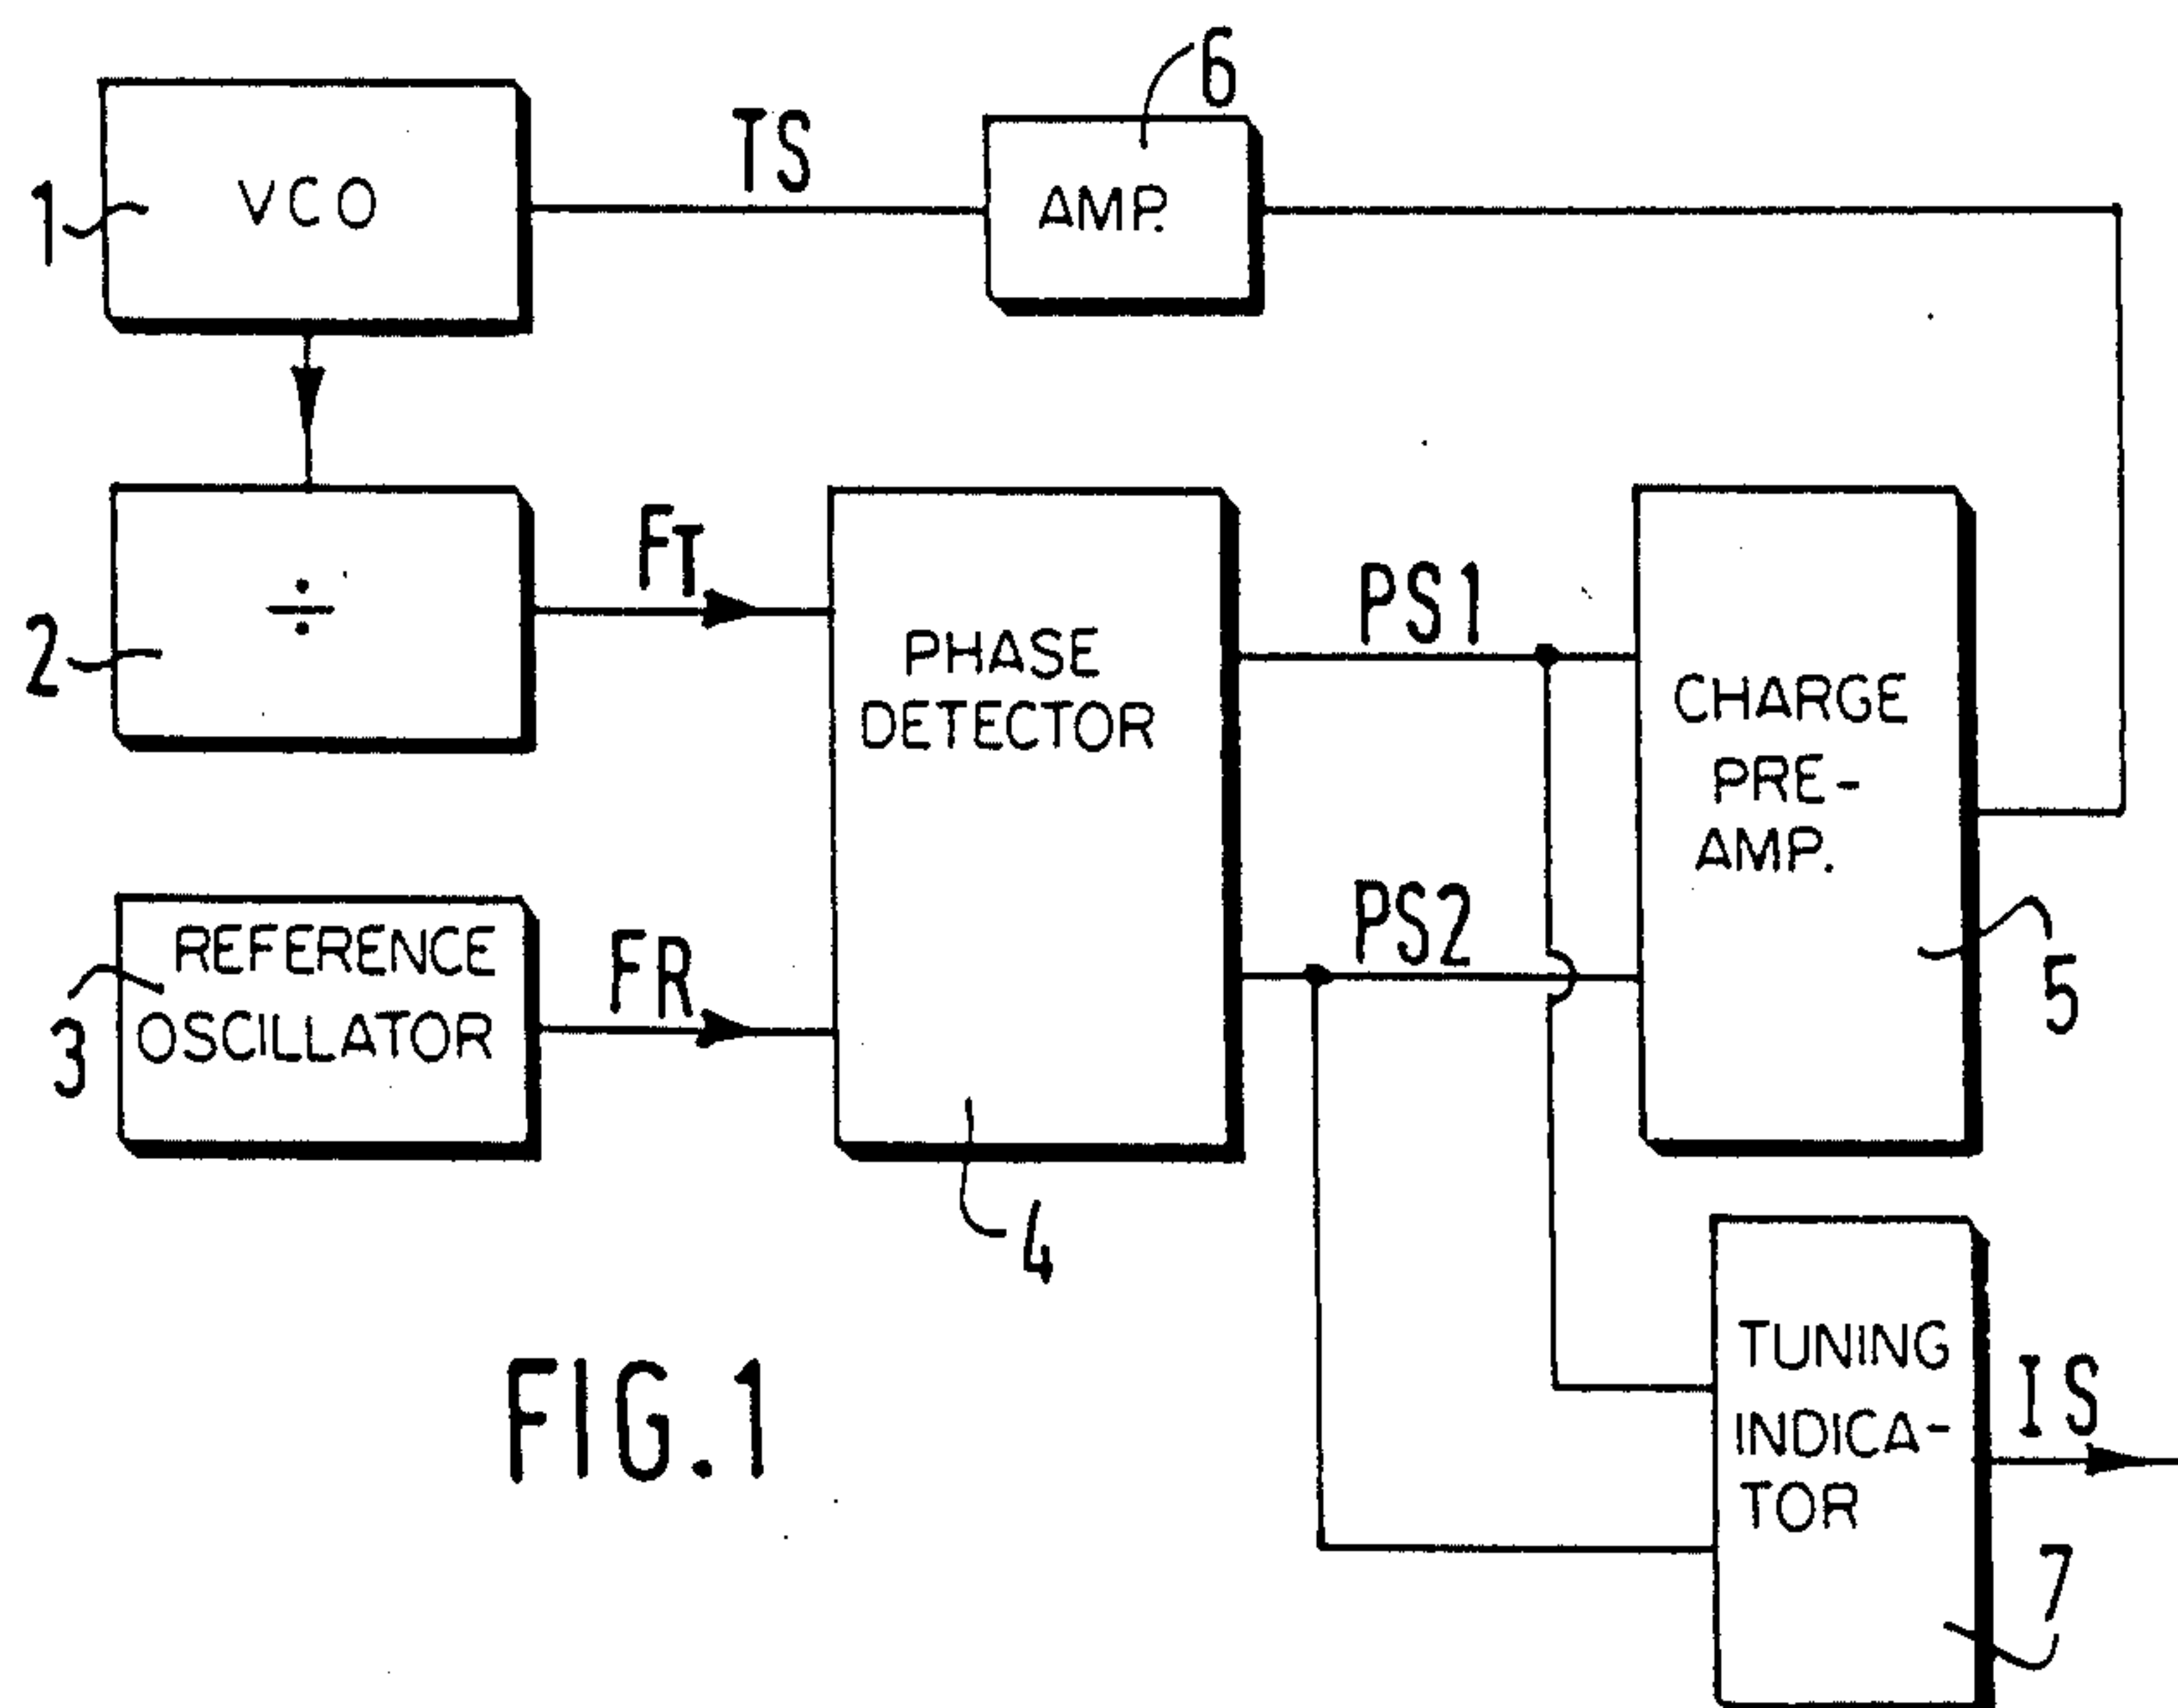 6
TS
VCO
AMP.
1
FT
PS1
÷
2
PHASE
DETECTOR
CHARGE
PRE-
AMP.
REFERENCE
OSCILLATOR
3
FR
PS2
5
4
TUNING
INDICA-
TOR
IS
7
FIG.1